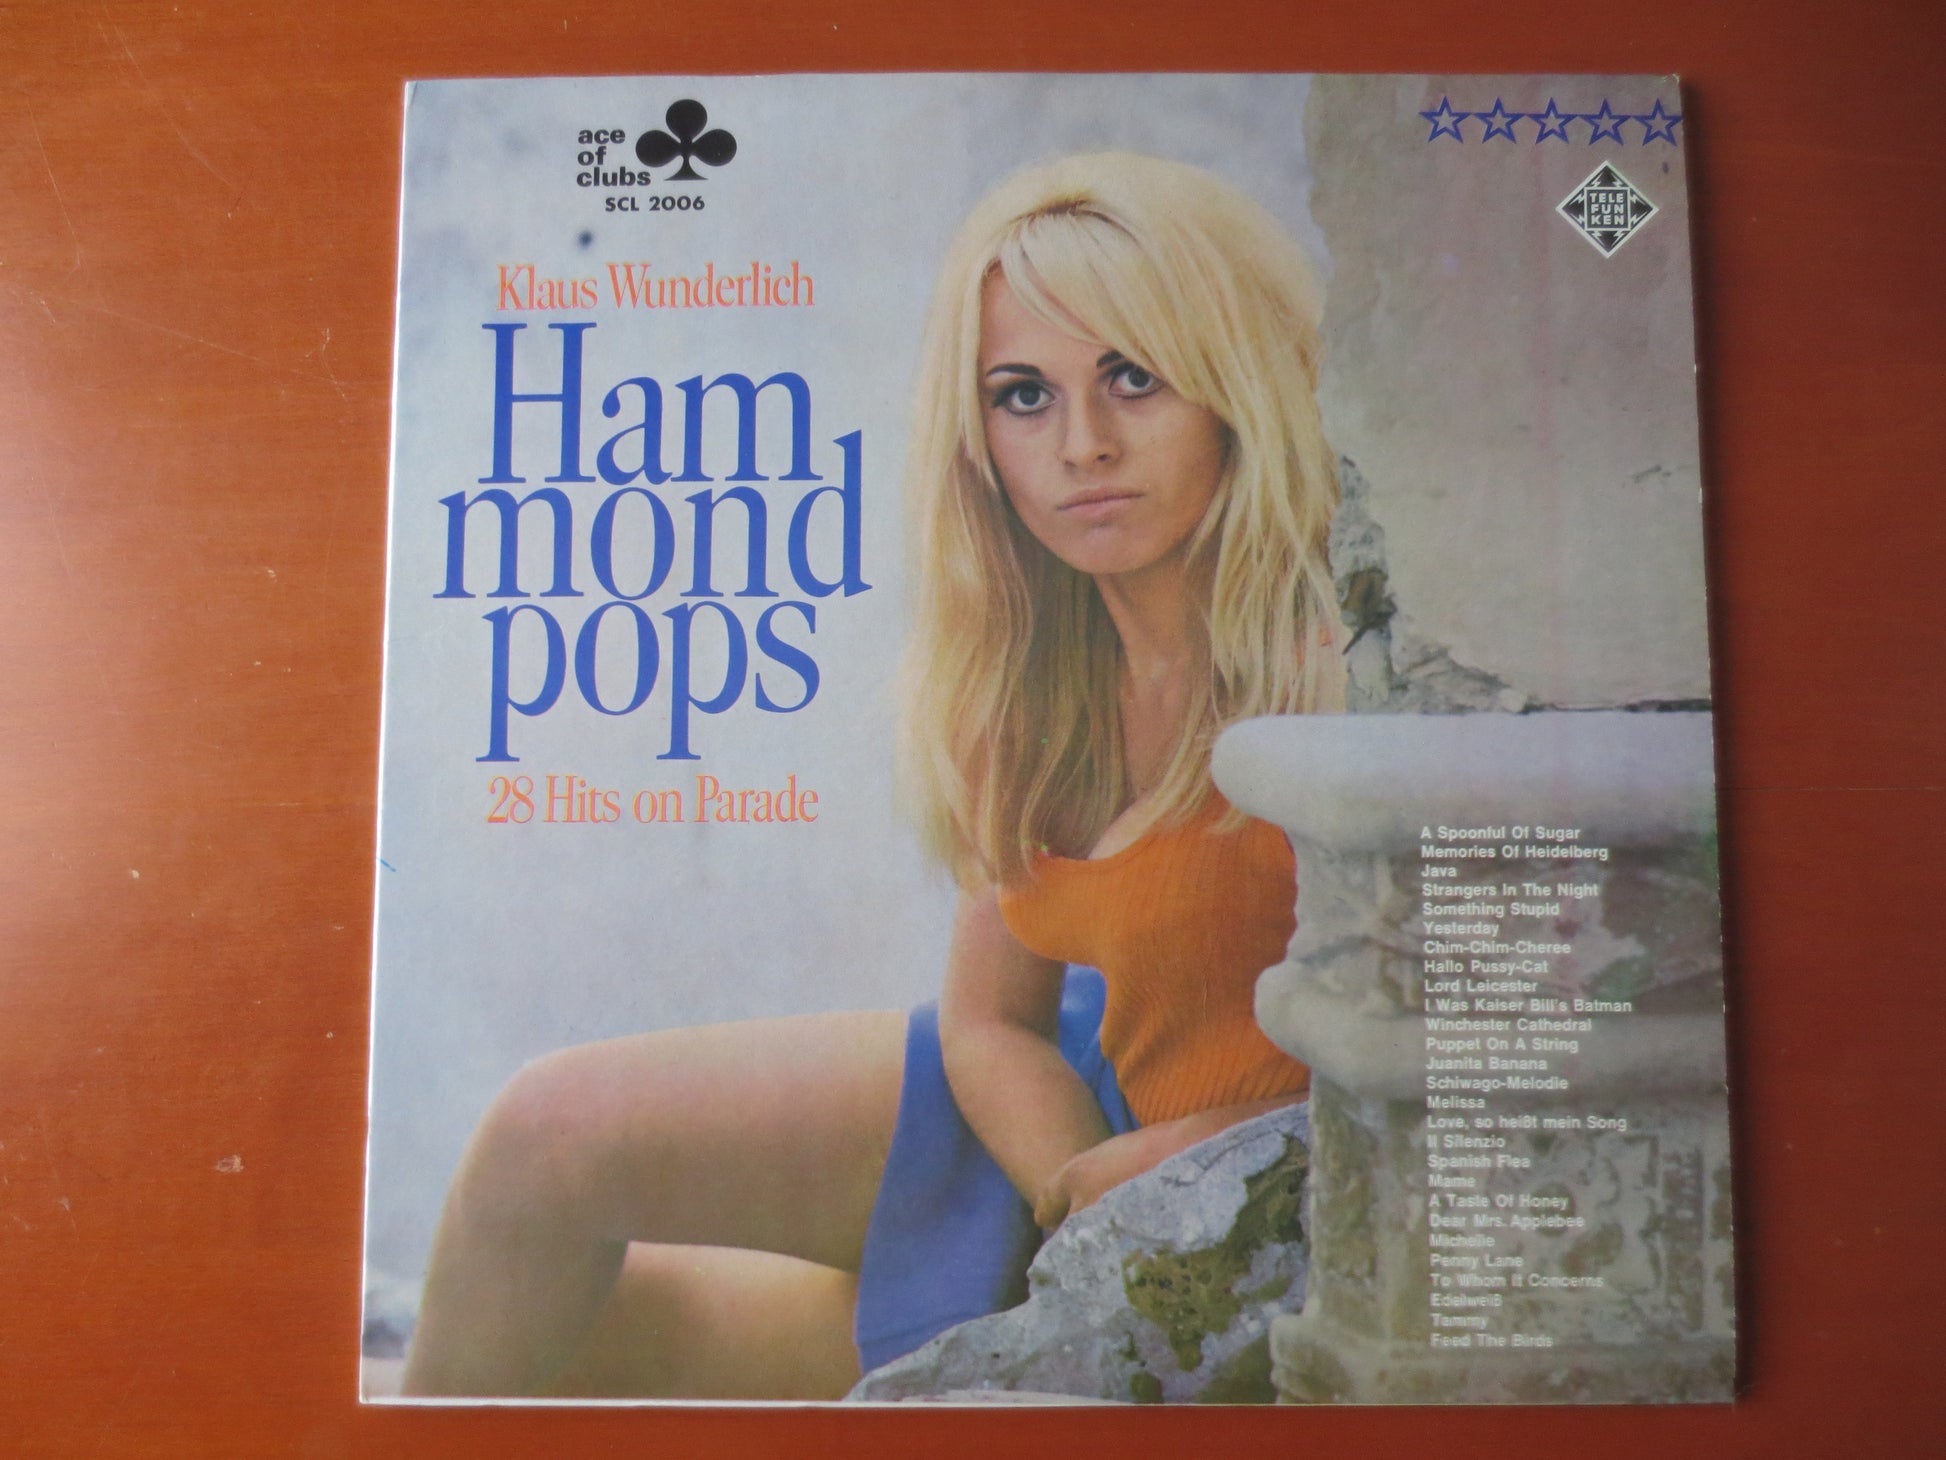 ace
of
clubs
SCL 2006
TELE
FUN
KEN
Klaus Wunderlich
Ham
mond
pops
28 Hits on Parade
A Spoonful Of Sugar
Memories Of Heidelberg
Java
Strangers In The Night
Something Stupid
Yesterday
Chim-Chim-Cheree
Hallo Pussy-Cat
Lord Leicester
I Was Kaiser Bill's Batman
Winchester Cathedral
Puppet On A String
Juanita Banana
Schiwago-Melodie
Melissa
Love, so heißt mein Song
Il Silenzio
Spanish Flea
Mame
A Taste Of Honey
Dear Mrs. Applebee
Michelle
Penny Lane
To Whom It Concerns
Edelweiß
Tammy
Feed The Birds